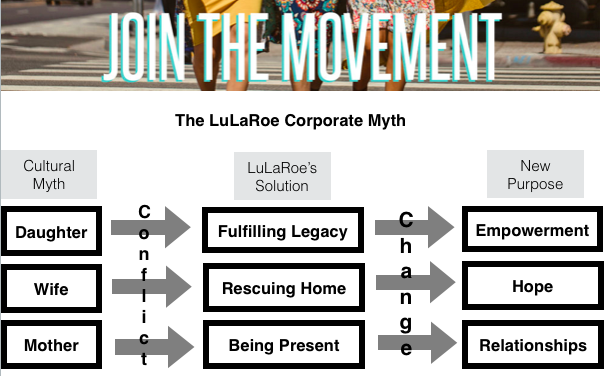 JOIN THE MOVEMENT
The LuLaRoe Corporate Myth
Cultural
Myth
LuLaRoe's
Solution
New
Purpose
Daughter
Conflict
Fulfilling Legacy
Change
Empowerment
Wife
Rescuing Home
Hope
Mother
Being Present
Relationships